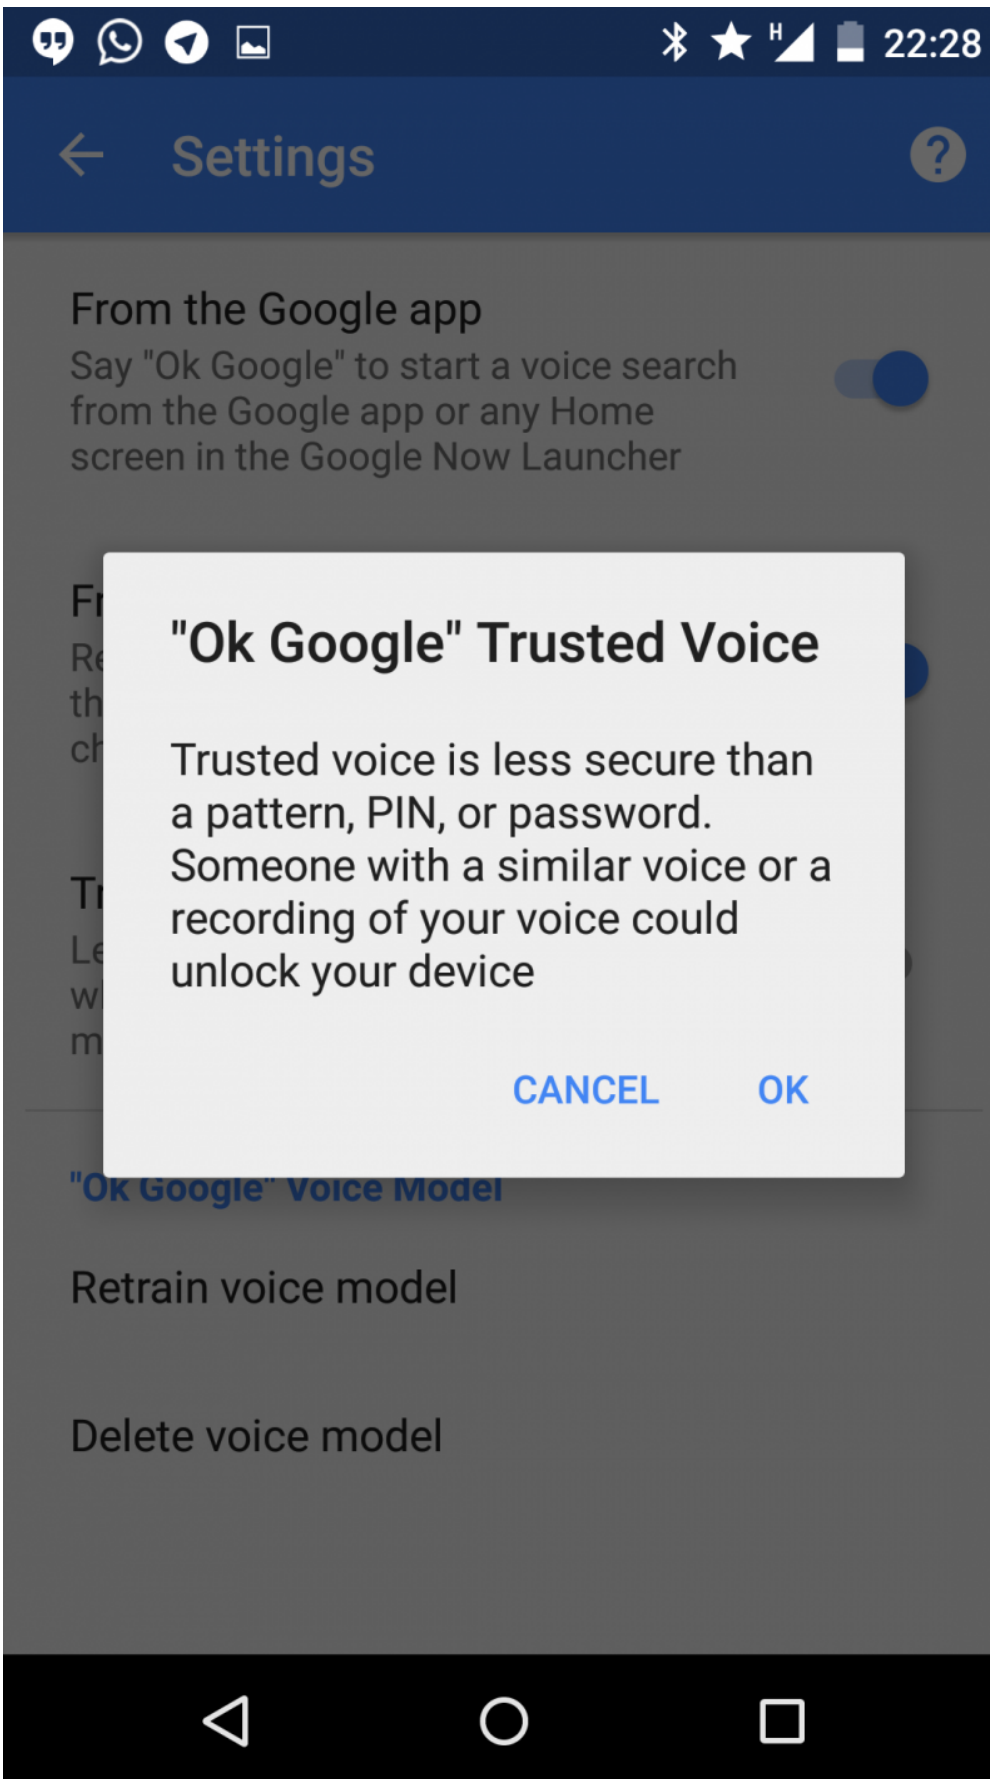 H
22:28
Settings
From the Google app
Say "Ok Google" to start a voice search
from the Google app or any Home
screen in the Google Now Launcher
"Ok Google" Trusted Voice
Trusted voice is less secure than
a pattern, PIN, or password.
Someone with a similar voice or a
recording of your voice could
unlock your device
CANCEL OK
"Ok Google" Voice Model
Retrain voice model
Delete voice model